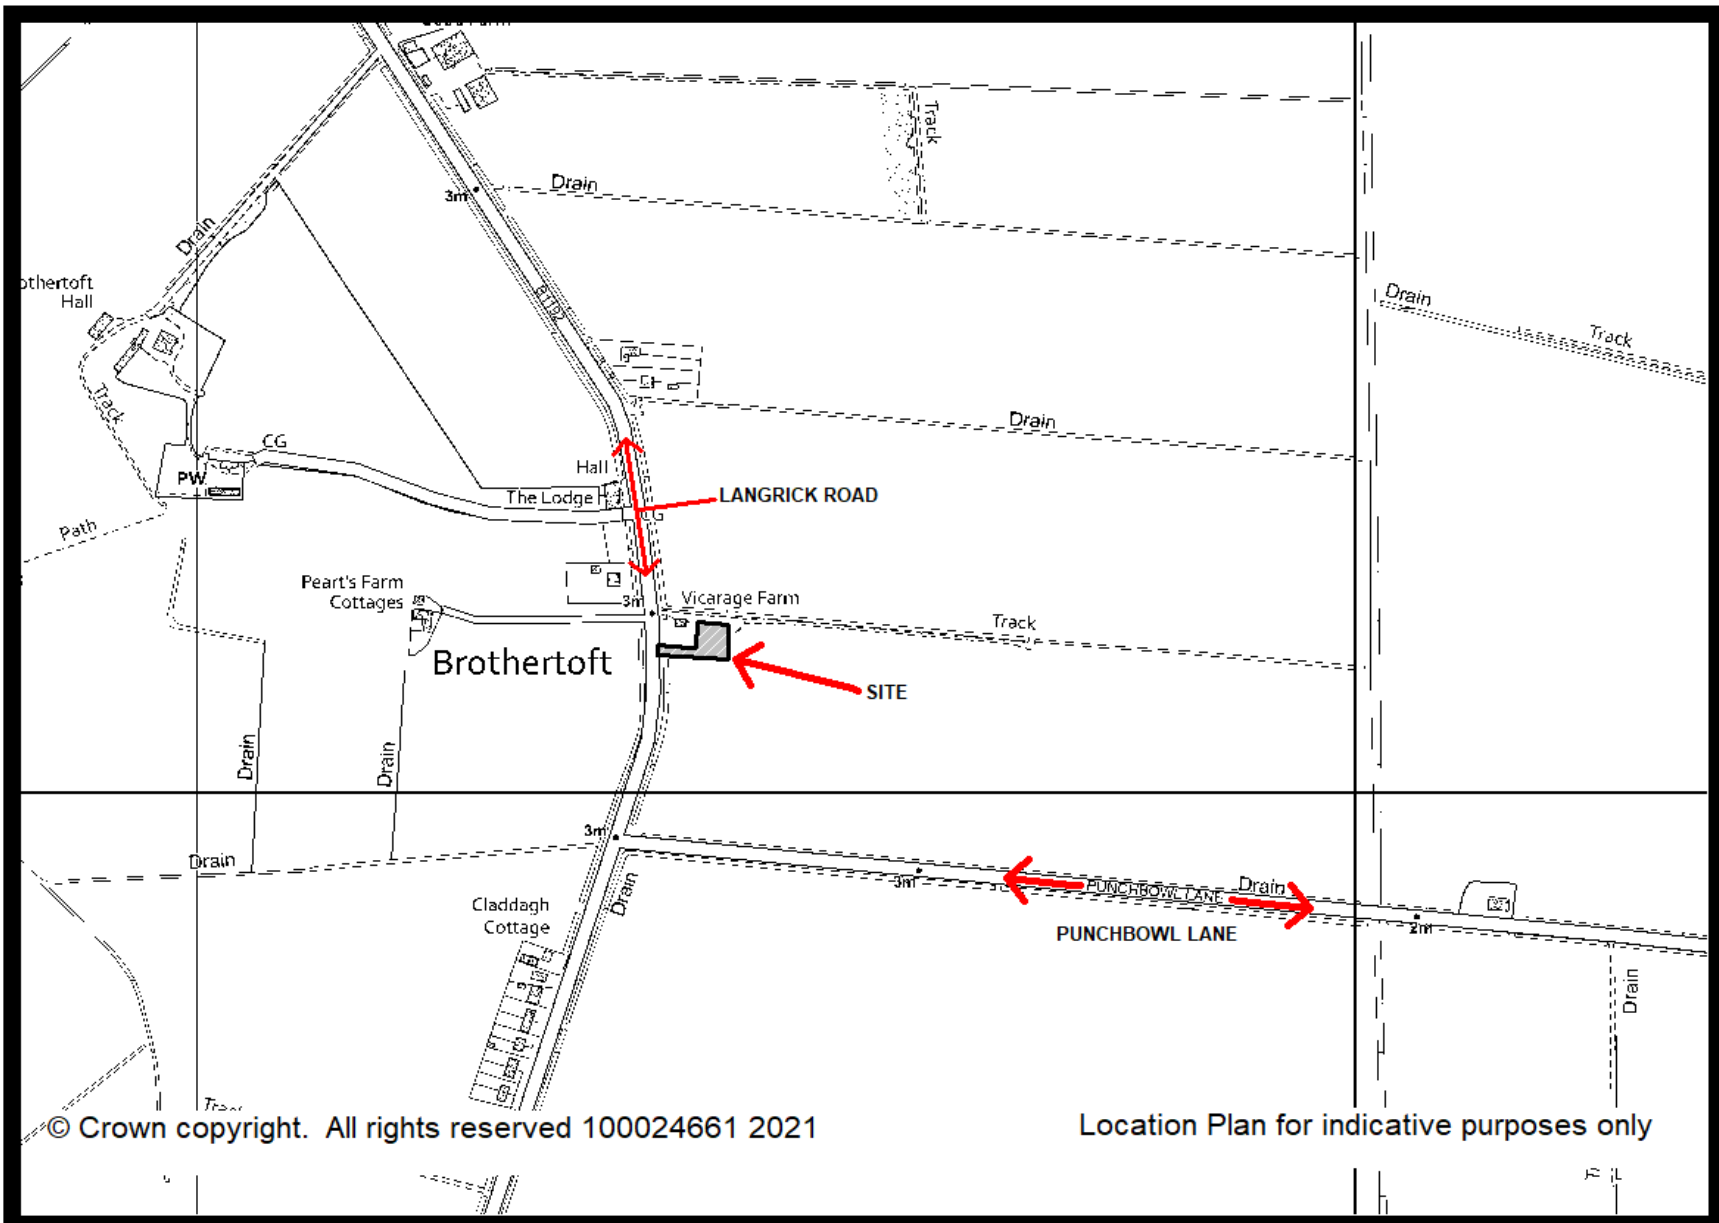 Track
Drain
3m
Drain
B1192
othertoft
Hall
Drain
Track
Track
Drain
CG
Hall
PW
The Lodge
LANGRICK ROAD
Path
Peart's Farm
Cottages
3m
Vicarage Farm
Track
Brothertoft
SITE
Drain
Drain
3m
Drain
3m
PUNCHBOWL LANE
Drain
Claddagh
Cottage
Drain
PUNCHBOWL LANE
2m
Drain
© Crown copyright. All rights reserved 100024661 2021
Location Plan for indicative purposes only